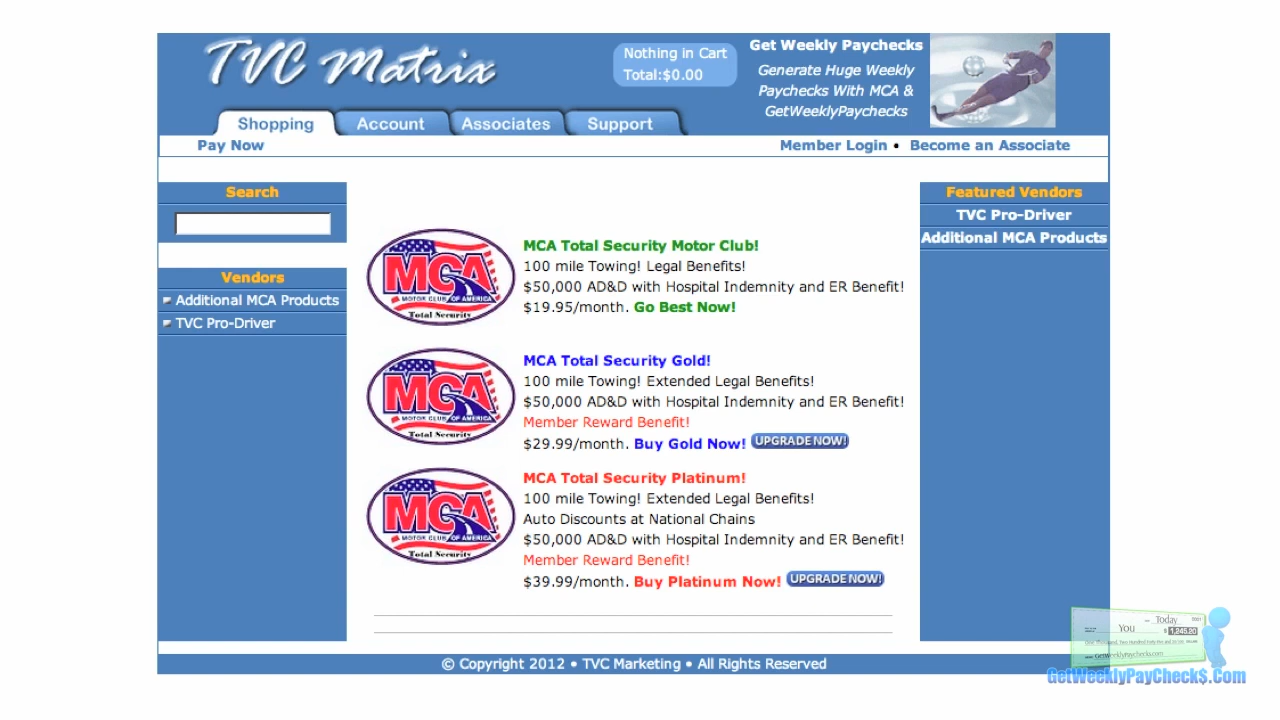 TVC Matrix
Nothing in Cart
Total:$0.00
Get Weekly Paychecks
Generate Huge Weekly
Paychecks With MCA &
GetWeeklyPaychecks
Shopping
Account
Associates
Support
Pay Now
Member Login • Become an Associate
Search
Vendors
Additional MCA Products
TVC Pro-Driver
MCA
MOTOR CLUB OF AMERICA
Total Security
MCA Total Security Motor Club!
100 mile Towing! Legal Benefits!
$50,000 AD&D with Hospital Indemnity and ER Benefit!
$19.95/month. Go Best Now!
MCA
MOTOR CLUB OF AMERICA
Total Security
MCA Total Security Gold!
100 mile Towing! Extended Legal Benefits!
$50,000 AD&D with Hospital Indemnity and ER Benefit!
Member Reward Benefit!
$29.99/month. Buy Gold Now! UPGRADE NOW!
MCA
MOTOR CLUB OF AMERICA
Total Security
MCA Total Security Platinum!
100 mile Towing! Extended Legal Benefits!
Auto Discounts at National Chains
$50,000 AD&D with Hospital Indemnity and ER Benefit!
Member Reward Benefit!
$39.99/month. Buy Platinum Now! UPGRADE NOW!
Featured Vendors
TVC Pro-Driver
Additional MCA Products
© Copyright 2012 • TVC Marketing • All Rights Reserved
Today
You
$ 1,245.20
GetWeeklyPaychecks.com
GetWeeklyPayCheck$.Com